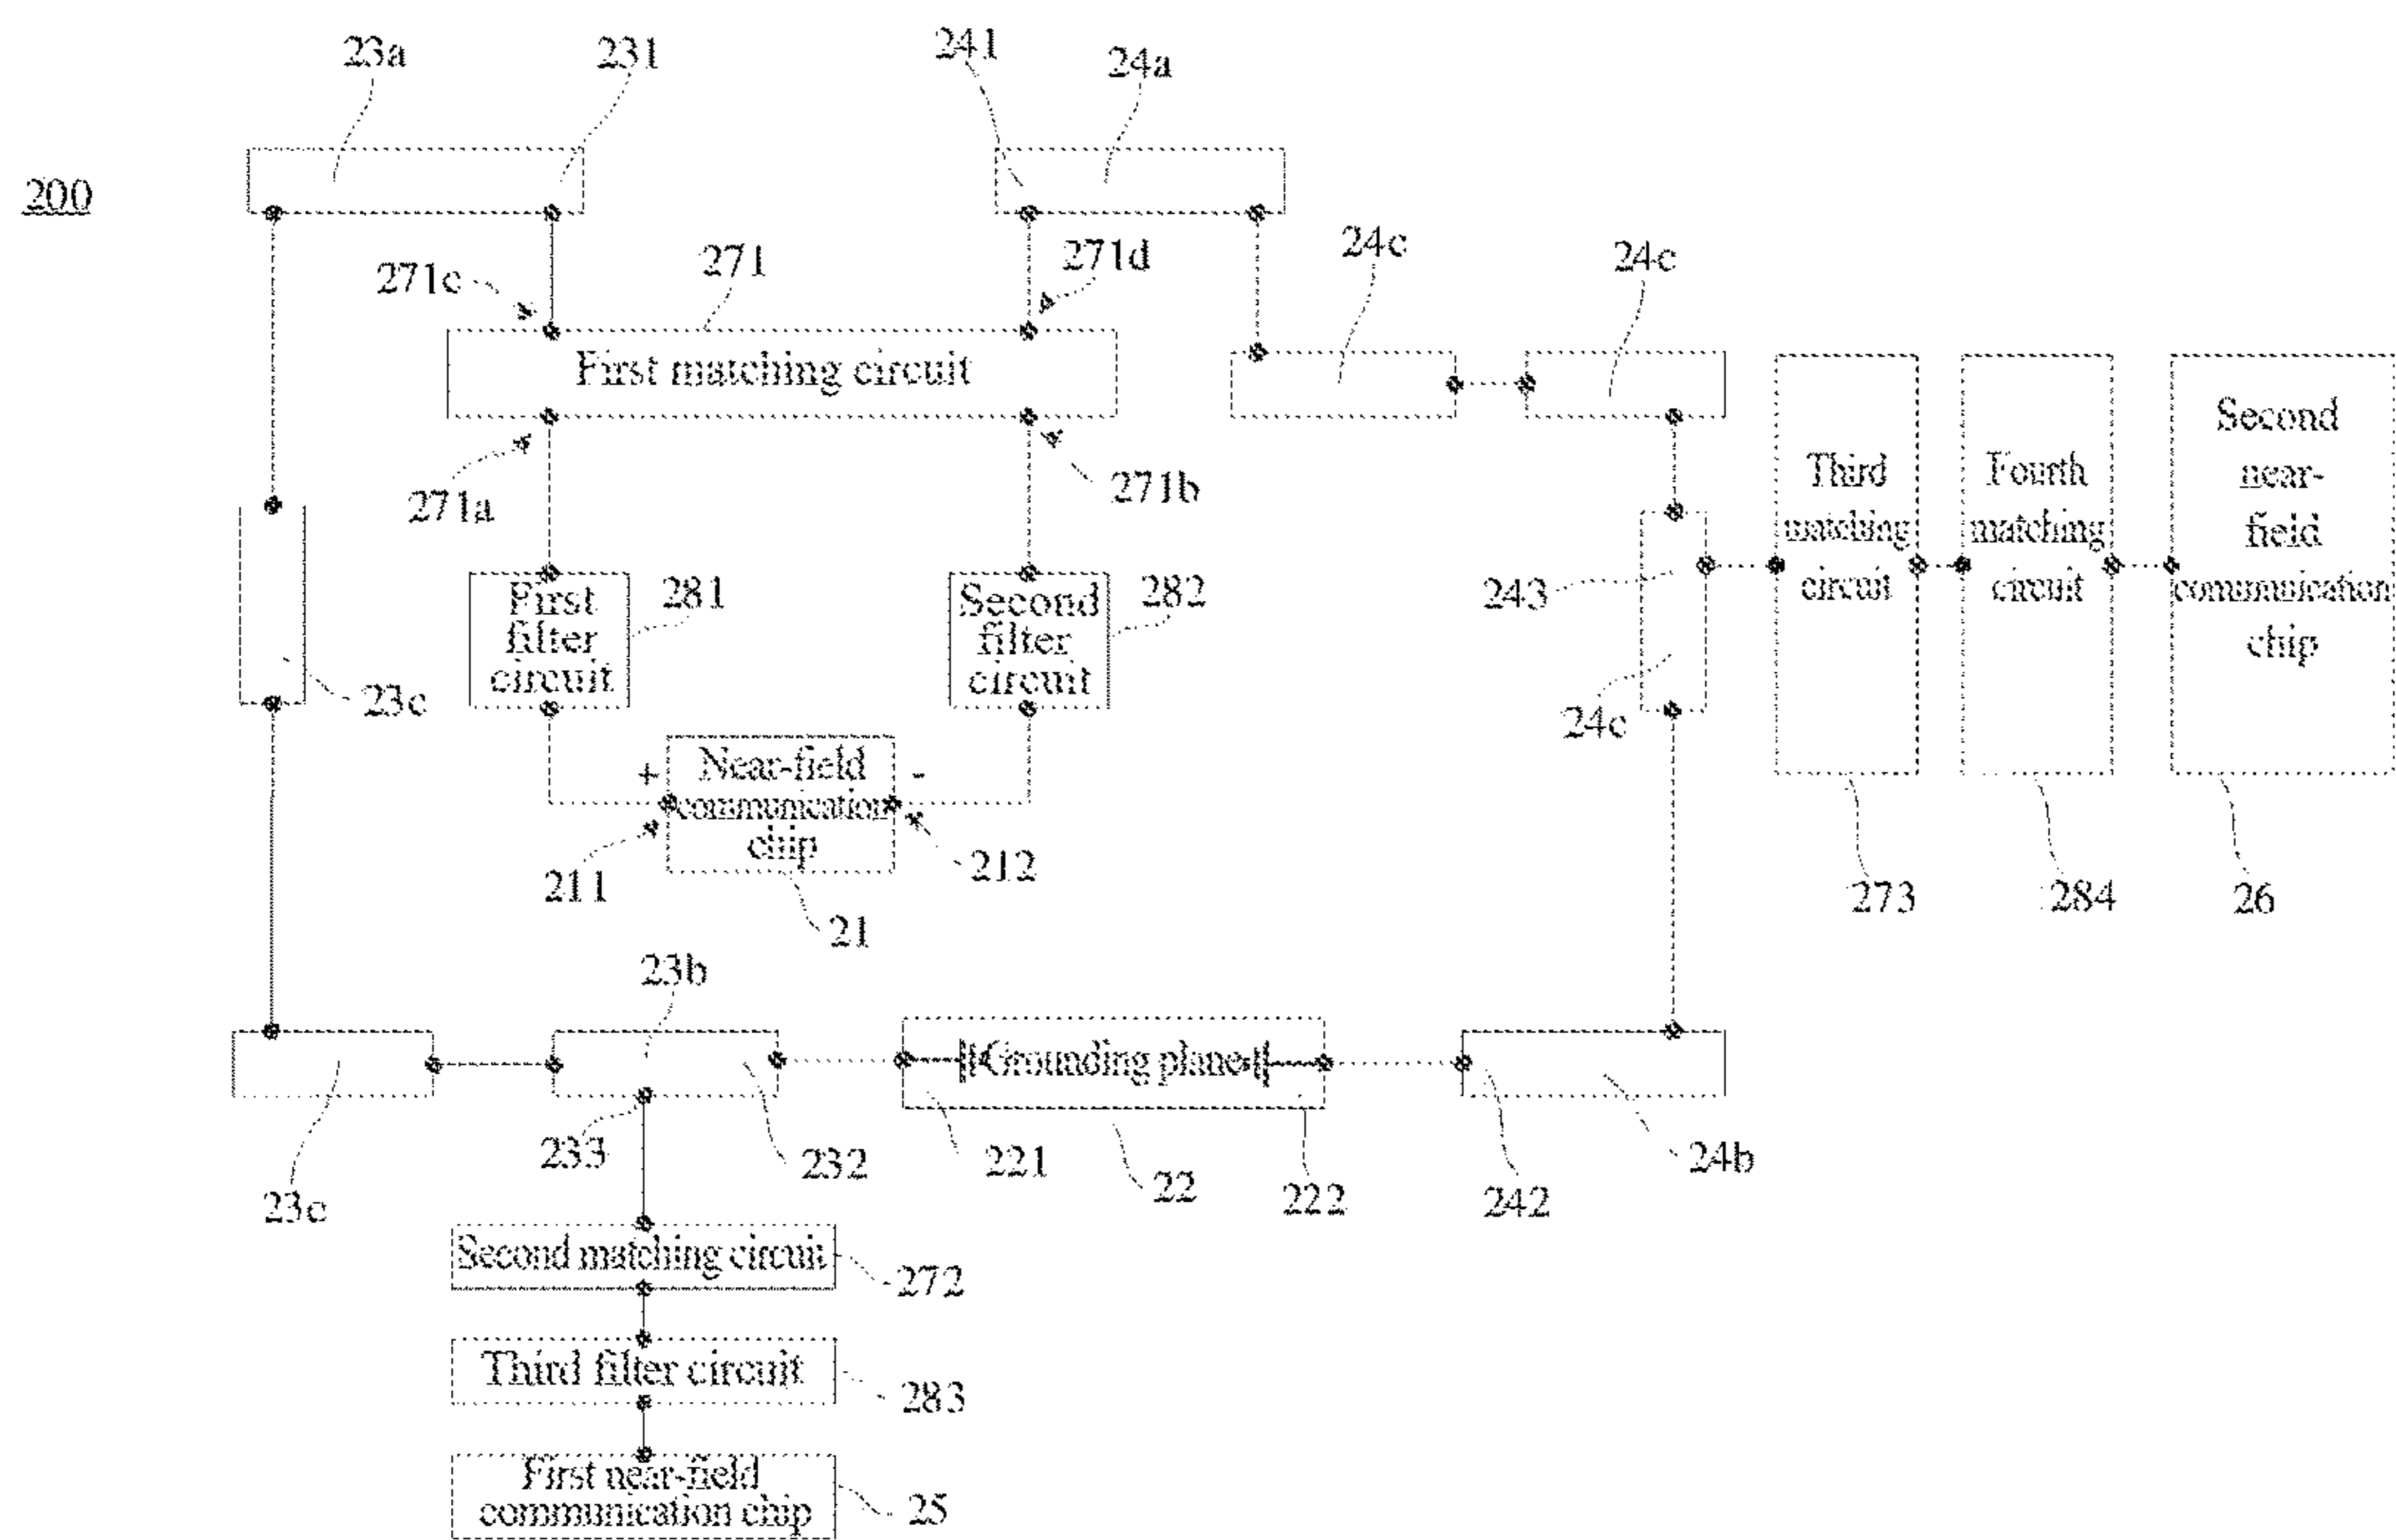 23a
231
241
24a
200
271c
271
271d
24c
24c
First matching circuit
271a
271b
First
filter
circuit
281
Second
filter
circuit
282
243
24c
Third
matching
circuit
Fourth
matching
circuit
Second
near-
field
communication
chip
23c
+
Near-field
communication
chip
-
211
212
21
273
284
26
23b
Grounding plane
233
232
221
22
222
242
24b
23c
Second matching circuit
272
Third filter circuit
283
First near-field
communication chip
25